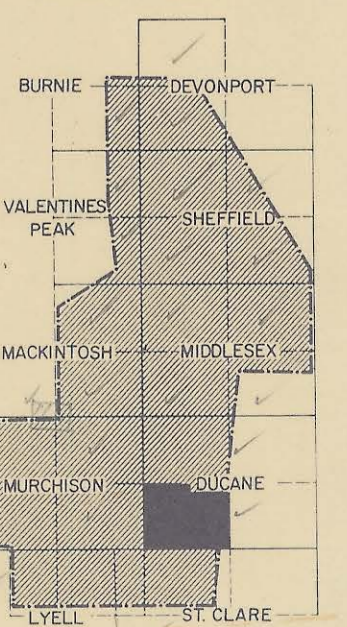 BURNIE
DEVONPORT
VALENTINES
PEAK
SHEFFIELD
MACKINTOSH
MIDDLESEX
MURCHISON
DUCANE
LYELL
ST. CLARE